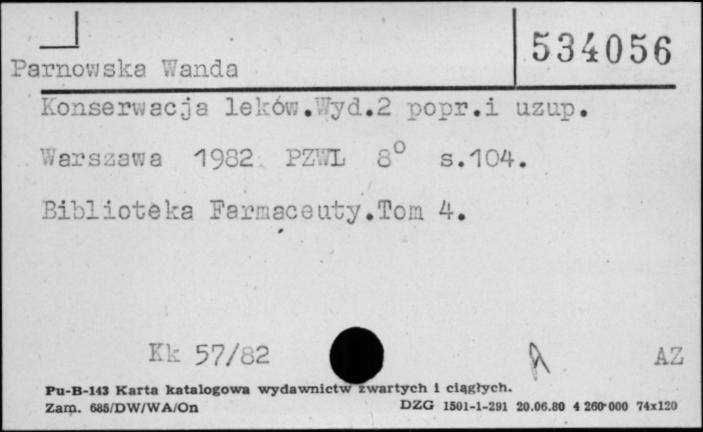 534056
Parnowska Wanda
Konserwacja leków.Wyd.2 popr.i uzup.
Warszawa 1982 PZWL 8° s.104.
Biblioteka Farmaceuty.Tom 4.
Kk 57/82 AZ
Pu-B-143 Karta katalogowa wydawnictw zwartych i ciągłych.
Zam. 685/DW/WA/On DZG 1501-1-291 20.06.80 4 260·000 74x120